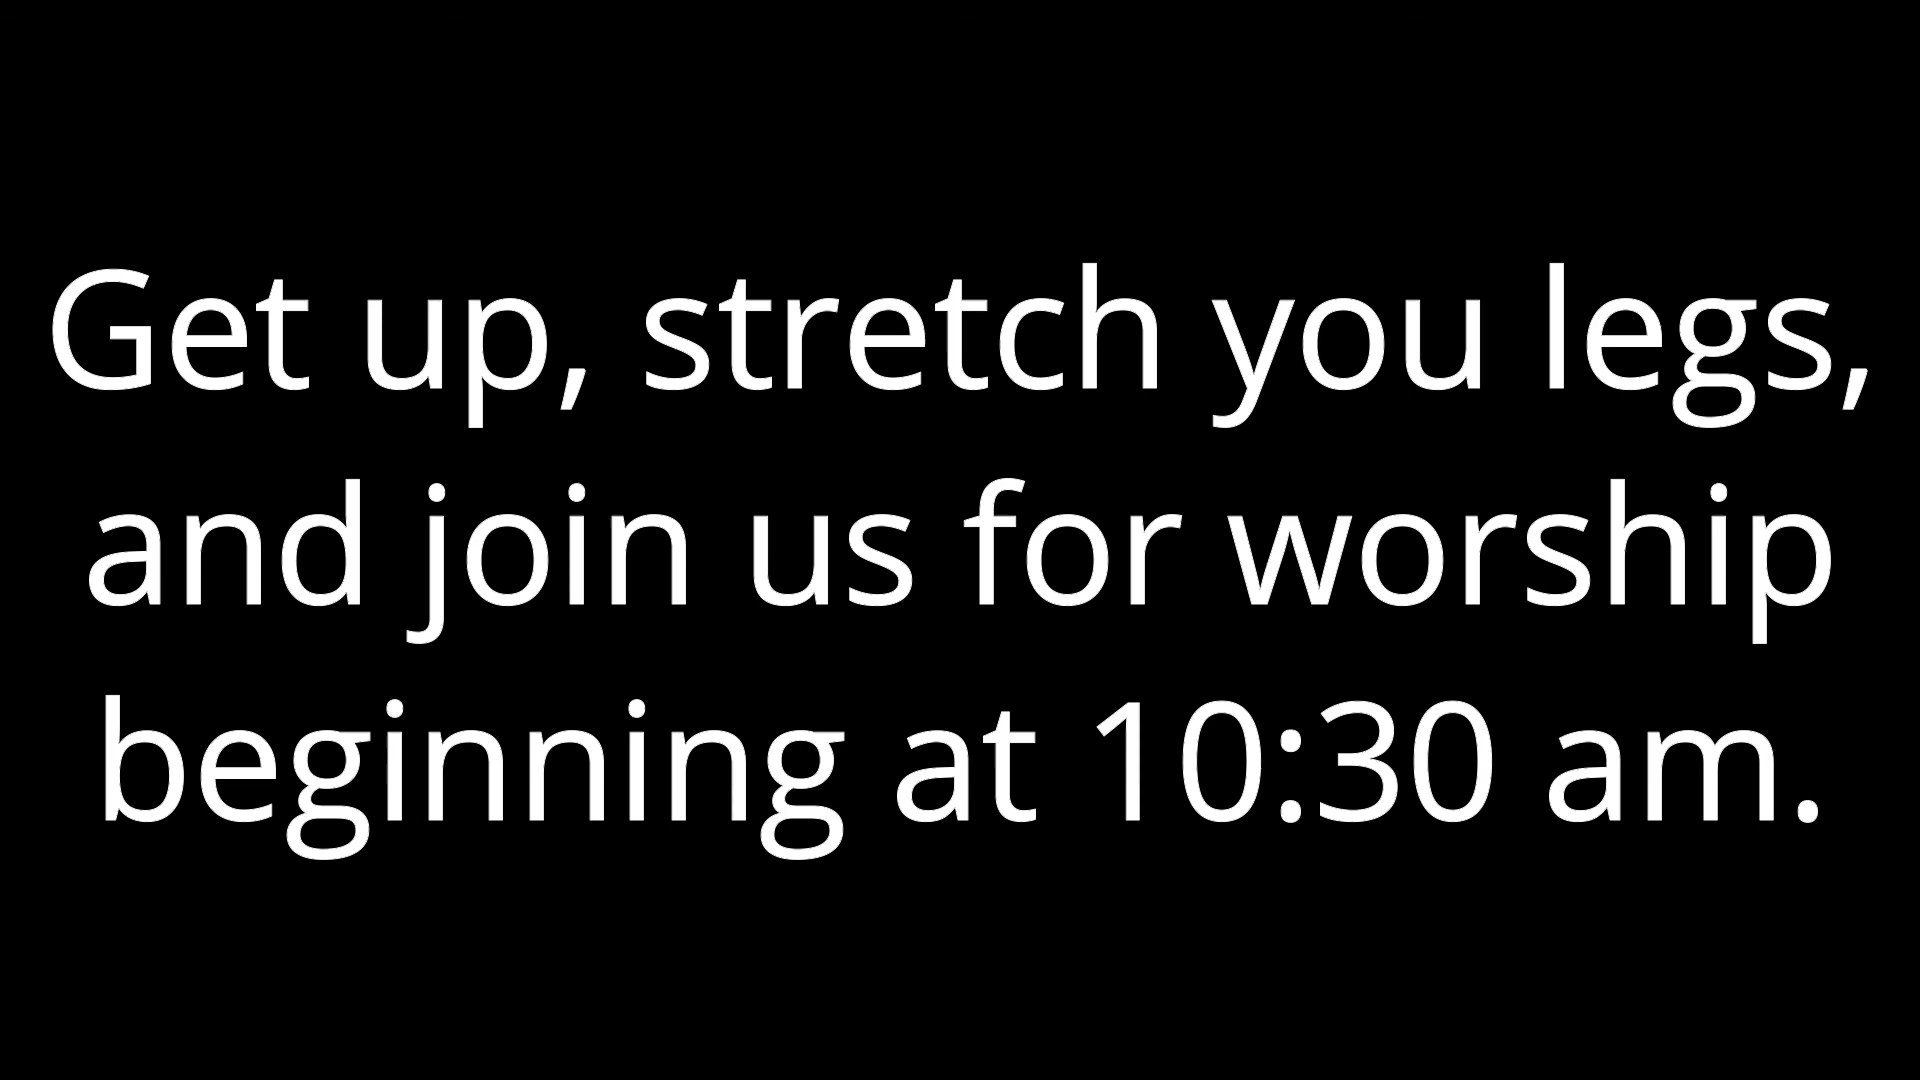 Get up, stretch you legs,
and join us for worship
beginning at 10:30 am.